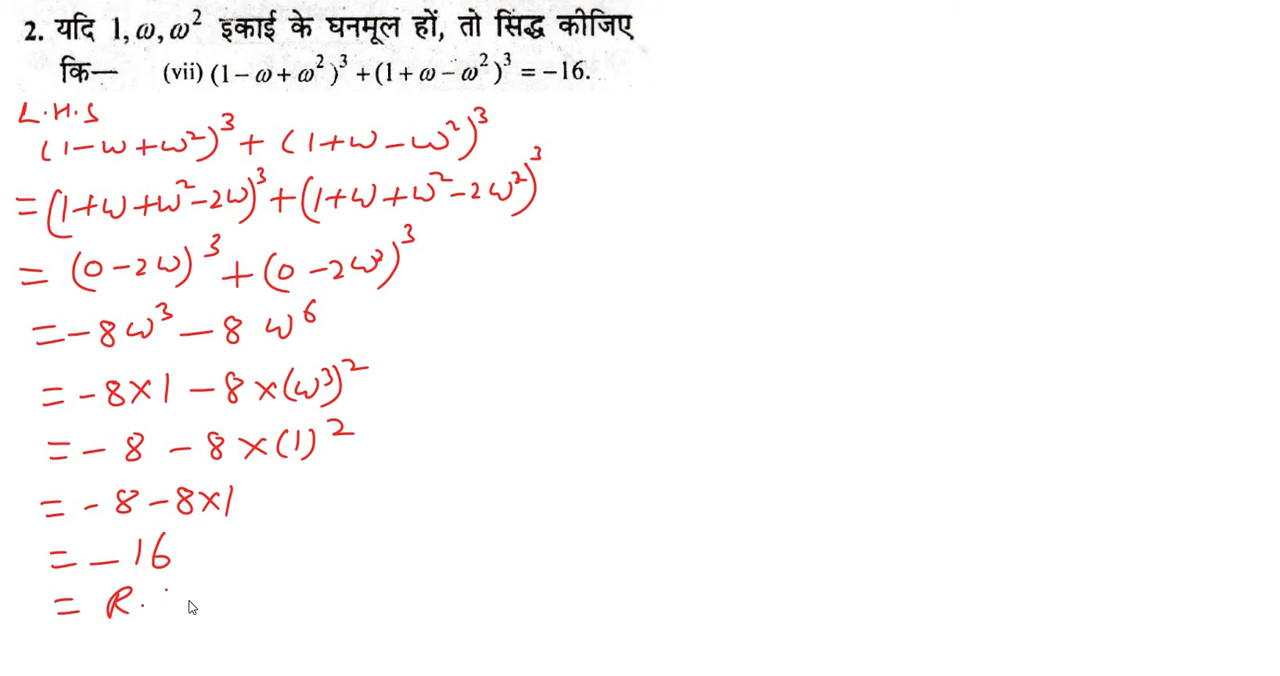 2. यदि 1, ω, ω² इकाई के घनमूल हों, तो सिद्ध कीजिए
कि— (vii) (1 − ω + ω²)³ + (1 + ω − ω²)³ = −16.
L.H.S
(1−ω+ω²)³ + (1+ω−ω²)³
= (1+ω+ω²−2ω)³ + (1+ω+ω²−2ω²)³
= (0−2ω)³ + (0−2ω²)³
= −8ω³ − 8 ω⁶
= −8×1 − 8×(ω³)²
= −8 − 8×(1)²
= −8−8×1
= −16
= R.